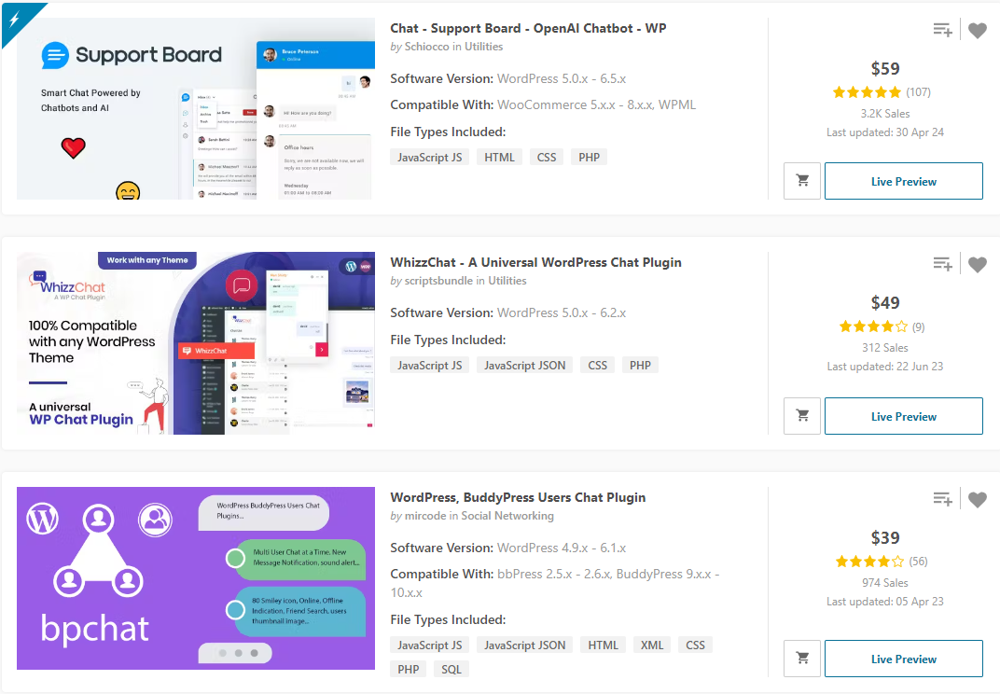 Chat - Support Board - OpenAI Chatbot - WP
by Schiocco in Utilities
Software Version: WordPress 5.0.x - 6.5.x
Compatible With: WooCommerce 5.x.x - 8.x.x, WPML
File Types Included:
JavaScript JS HTML CSS PHP
$59
(107)
3.2K Sales
Last updated: 30 Apr 24
Live Preview
Support Board
Smart Chat Powered by
Chatbots and AI
Bruce Peterson
hi
Hi! How are you doing?
Office hours
Sorry, we are not available now, we will
reply as soon as possible.
Wednesday
WhizzChat - A Universal WordPress Chat Plugin
by scriptsbundle in Utilities
Software Version: WordPress 5.0.x - 6.2.x
File Types Included:
JavaScript JS JavaScript JSON CSS PHP
$49
(9)
312 Sales
Last updated: 22 Jun 23
Live Preview
Work with any Theme
WhizzChat
A WP Chat Plugin
100% Compatible
with any WordPress
Theme
WhizzChat
A universal
WP Chat Plugin
WordPress, BuddyPress Users Chat Plugin
by mircode in Social Networking
Software Version: WordPress 4.9.x - 6.1.x
Compatible With: bbPress 2.5.x - 2.6.x, BuddyPress 9.x.x -
10.x.x
File Types Included:
JavaScript JS JavaScript JSON HTML XML CSS
PHP SQL
$39
(56)
974 Sales
Last updated: 05 Apr 23
Live Preview
WordPress BuddyPress Users Chat
Plugins...
Multi User Chat at a Time, New
Message Notification, sound alert...
80 Smiley icon, Online, Offline
Indication, Friend Search, users
thumbnail image...
bpchat